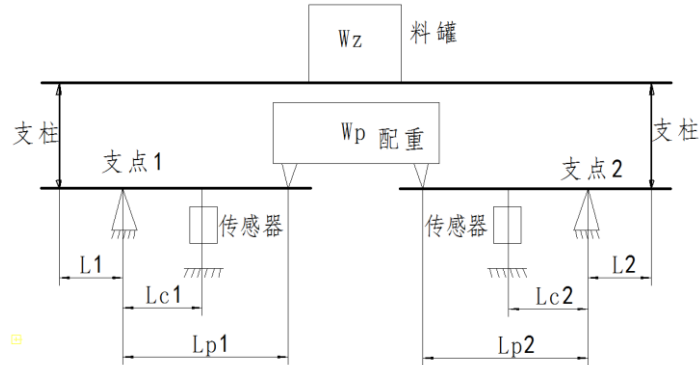 Wz 料罐
支柱
Wp 配重
支柱
支点1
支点2
传感器
传感器
L1
L2
Lc1
Lc2
Lp1
Lp2